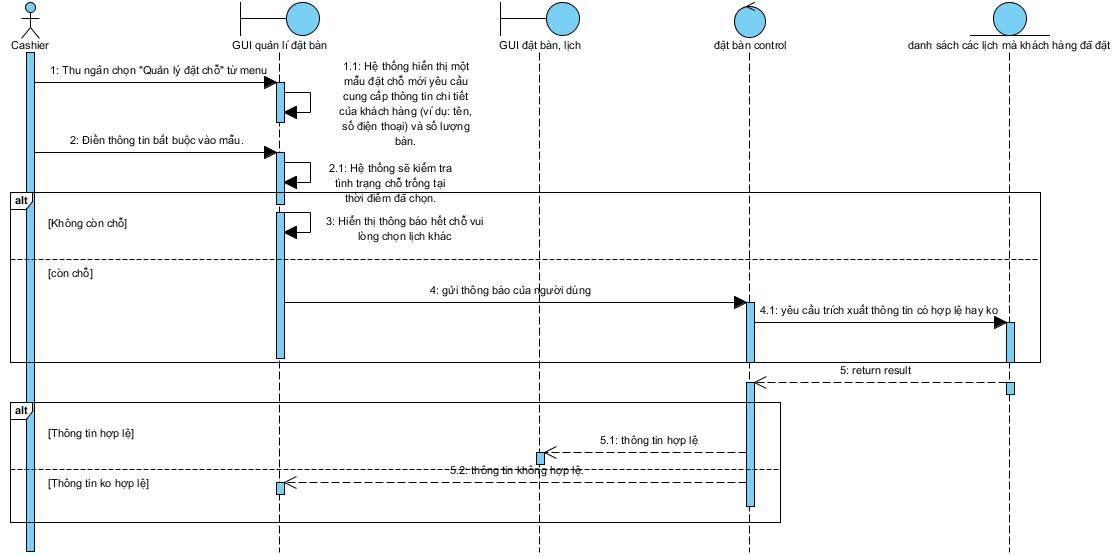 Cashier
GUI quản lí đặt bàn
GUI đặt bàn, lịch
đặt bàn control
danh sách các lịch mà khách hàng đã đặt
1: Thu ngân chọn "Quản lý đặt chỗ" từ menu
1.1: Hệ thống hiển thị một
mẫu đặt chỗ mới yêu cầu
cung cấp thông tin chi tiết
của khách hàng (ví dụ: tên,
số điện thoại) và số lượng
bàn.
2: Điền thông tin bắt buộc vào mẫu.
2.1: Hệ thống sẽ kiểm tra
tình trạng chỗ trống tại
thời điểm đã chọn.
alt
[Không còn chỗ]
3: Hiển thị thông báo hết chỗ vui
lòng chọn lịch khác
[còn chỗ]
4: gửi thông báo của người dùng
4.1: yêu cầu trích xuất thông tin có hợp lệ hay ko
5: return result
alt
[Thông tin hợp lệ]
5.1: thông tin hợp lệ
5.2: thông tin không hợp lệ.
[Thông tin ko hợp lệ]